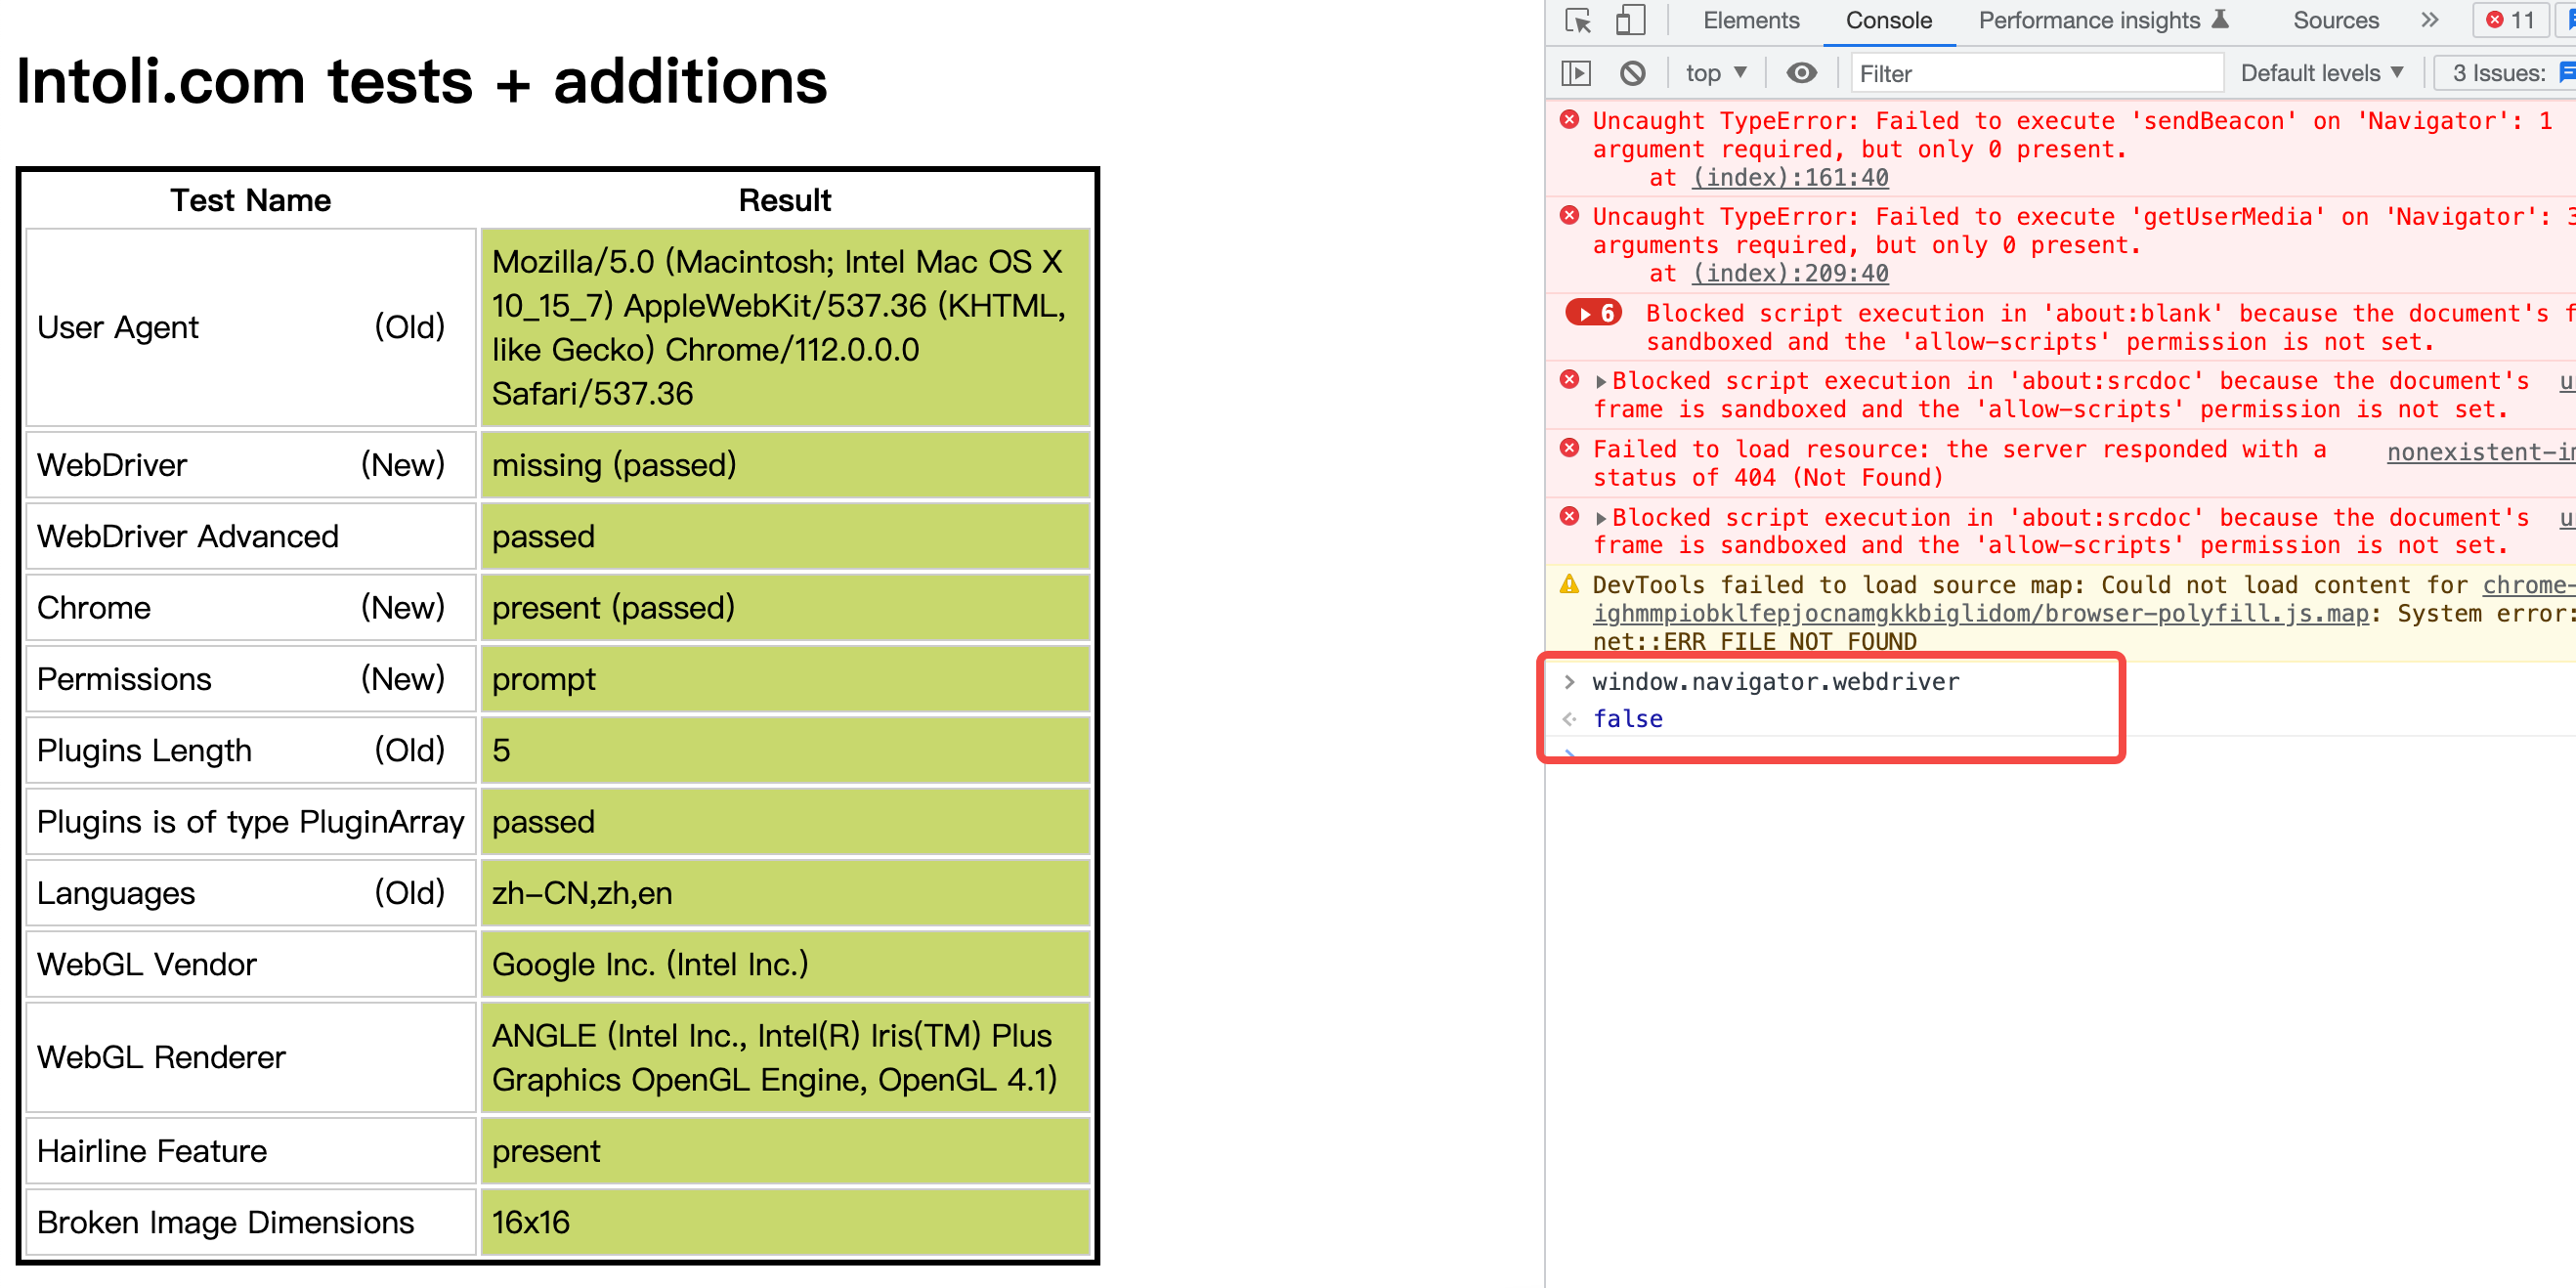 Intoli.com tests + additions
Test Name Result
User Agent (Old) Mozilla/5.0 (Macintosh; Intel Mac OS X
10_15_7) AppleWebKit/537.36 (KHTML,
like Gecko) Chrome/112.0.0.0
Safari/537.36
WebDriver (New) missing (passed)
WebDriver Advanced passed
Chrome (New) present (passed)
Permissions (New) prompt
Plugins Length (Old) 5
Plugins is of type PluginArray passed
Languages (Old) zh-CN,zh,en
WebGL Vendor Google Inc. (Intel Inc.)
WebGL Renderer ANGLE (Intel Inc., Intel(R) Iris(TM) Plus
Graphics OpenGL Engine, OpenGL 4.1)
Hairline Feature present
Broken Image Dimensions 16x16
Elements Console Performance insights Sources 11
top Filter Default levels 3 Issues:
Uncaught TypeError: Failed to execute 'sendBeacon' on 'Navigator': 1
argument required, but only 0 present.
at (index):161:40
Uncaught TypeError: Failed to execute 'getUserMedia' on 'Navigator': 3
arguments required, but only 0 present.
at (index):209:40
6 Blocked script execution in 'about:blank' because the document's
sandboxed and the 'allow-scripts' permission is not set.
Blocked script execution in 'about:srcdoc' because the document's
frame is sandboxed and the 'allow-scripts' permission is not set.
Failed to load resource: the server responded with a nonexistent-
status of 404 (Not Found)
Blocked script execution in 'about:srcdoc' because the document's
frame is sandboxed and the 'allow-scripts' permission is not set.
DevTools failed to load source map: Could not load content for chrome-
ighmmpiobklfepjocnamgkkbiglidom/browser-polyfill.js.map: System error:
net::ERR_FILE_NOT_FOUND
> window.navigator.webdriver
false